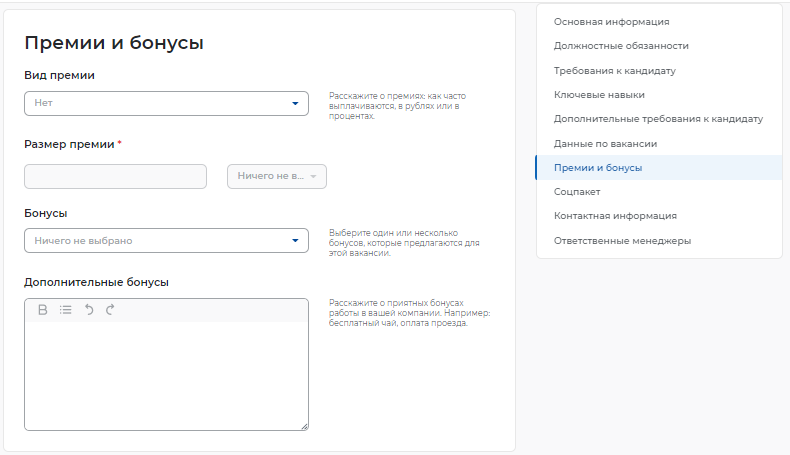 Премии и бонусы
Вид премии
Нет
Расскажите о премиях: как часто
выплачиваются, в рублях или в
процентах.
Размер премии *
Ничего не в...
Бонусы
Ничего не выбрано
Выберите один или несколько
бонусов, которые предлагаются для
этой вакансии.
Дополнительные бонусы
B
Расскажите о приятных бонусах
работы в вашей компании. Например:
бесплатный чай, оплата проезда.
Основная информация
Должностные обязанности
Требования к кандидату
Ключевые навыки
Дополнительные требования к кандидату
Данные по вакансии
Премии и бонусы
Соцпакет
Контактная информация
Ответственные менеджеры